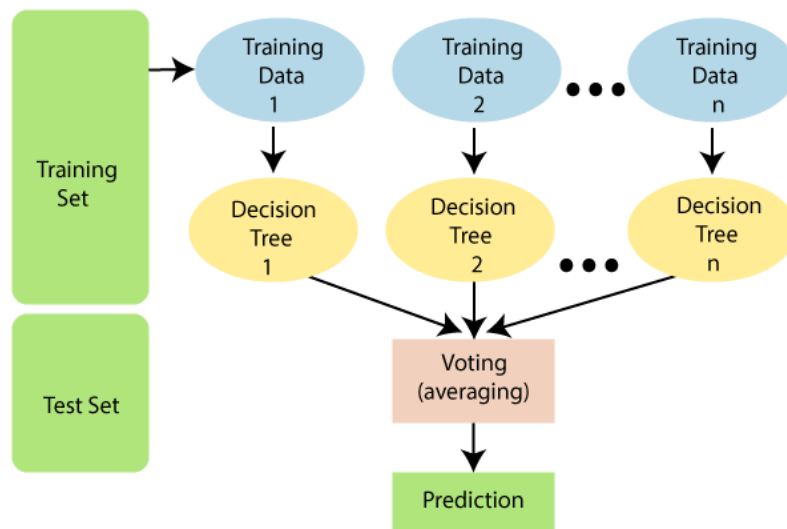 Training
Set
Test Set
Training
Data
1
Training
Data
2
Training
Data
n
Decision
Tree
1
Decision
Tree
2
Decision
Tree
n
Voting
(averaging)
Prediction